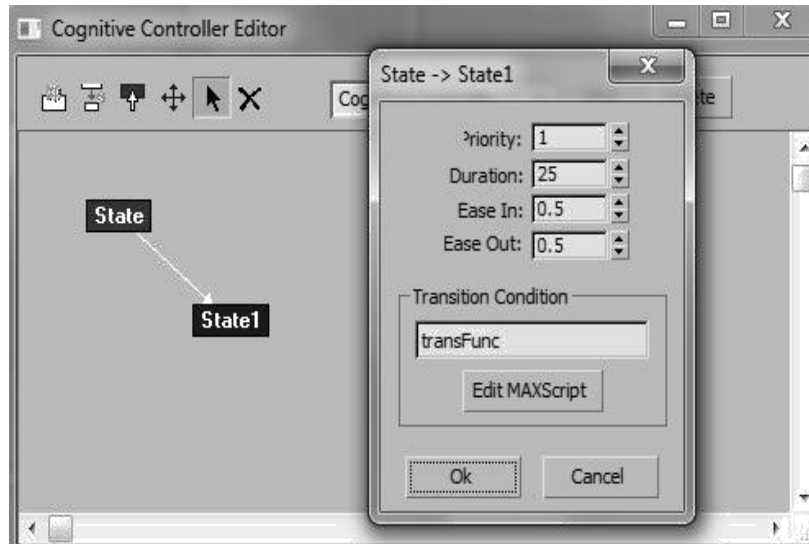 Cognitive Controller Editor
State -> State1
Priority: 1
Duration: 25
Ease In: 0.5
Ease Out: 0.5
Transition Condition
transFunc
Edit MAXScript
Ok
Cancel
State
State1